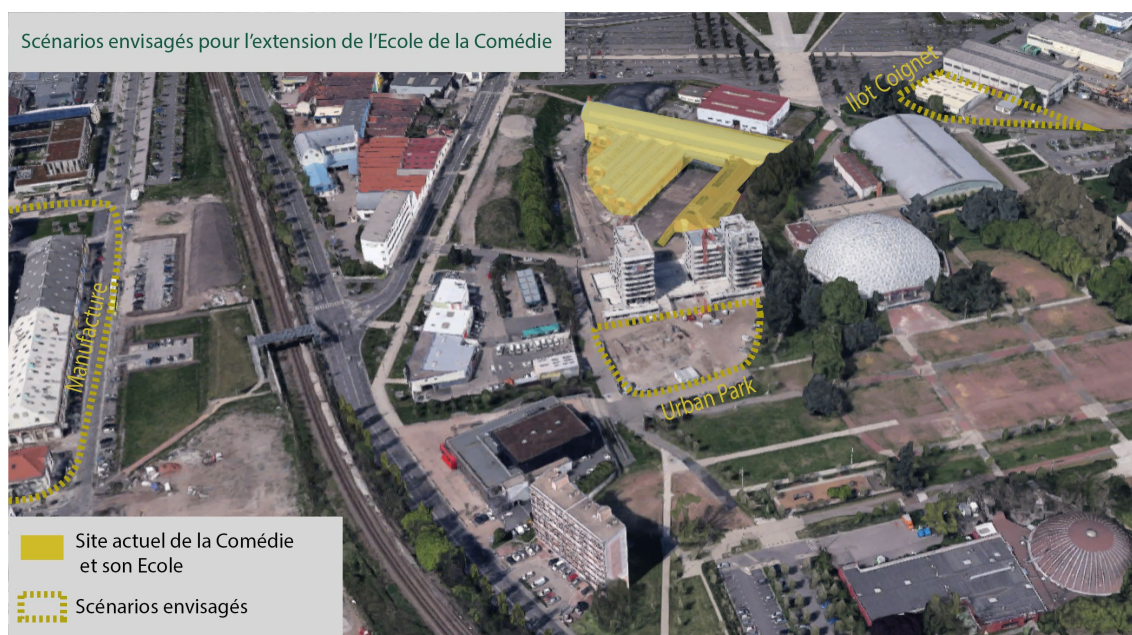 Scénarios envisagés pour l'extension de l'Ecole de la Comédie
Ilot Coignet
Manufacture
Urban Park
Site actuel de la Comédie
et son Ecole
Scénarios envisagés